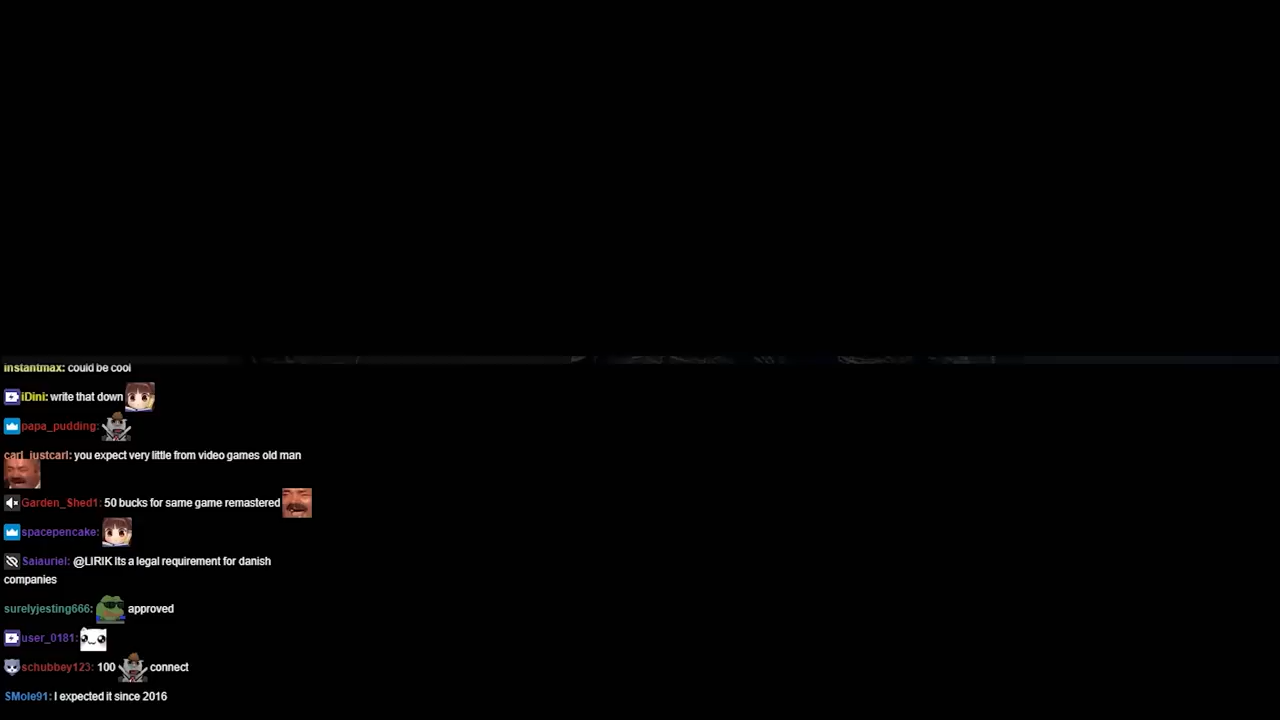 instantmax: could be cool
iDini: write that down
papa_pudding:
carl_justcarl: you expect very little from video games old man
Garden_Shed1: 50 bucks for same game remastered
spacepencake:
Saiauriel: @LIRIK Its a legal requirement for danish
companies
surelyjesting666: approved
user_0181:
schubbey123: 100 connect
SMole91: I expected it since 2016